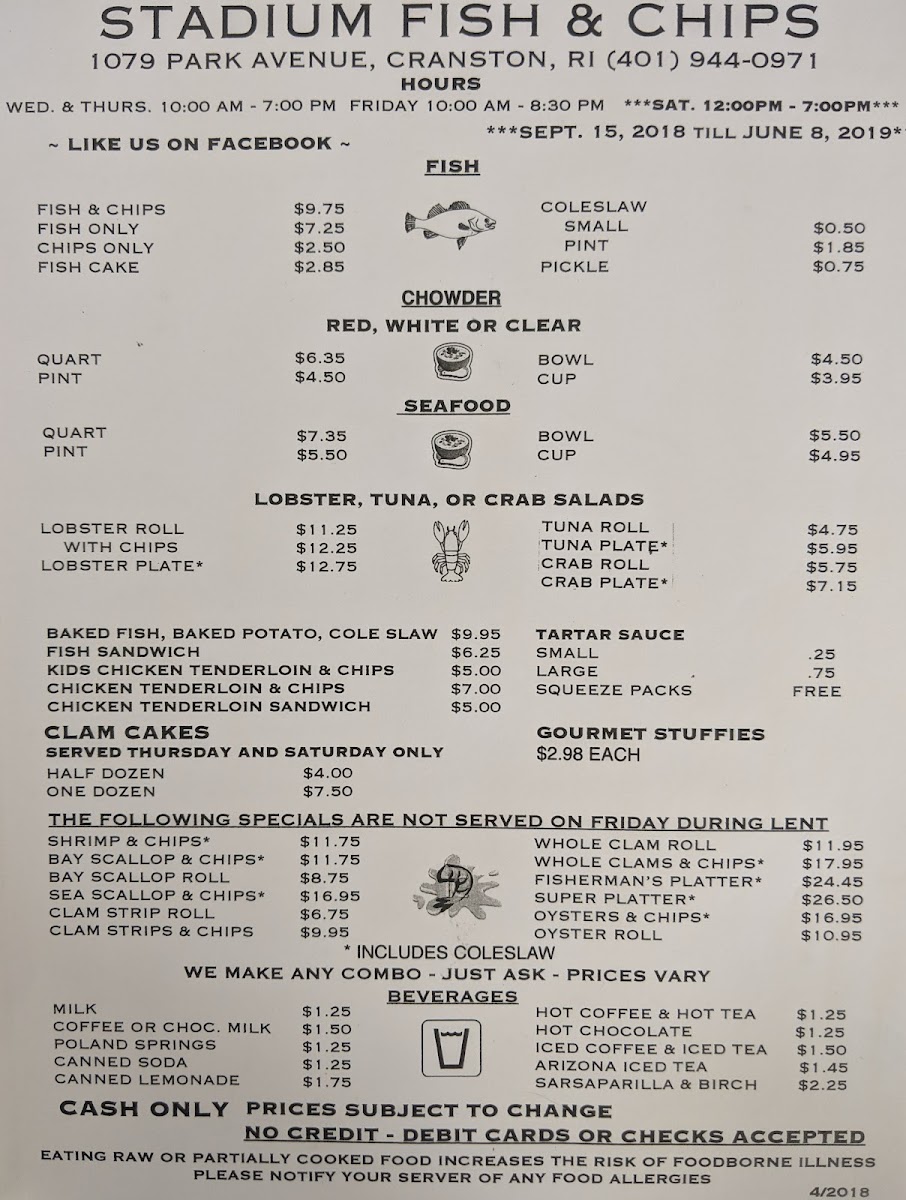 STADIUM FISH & CHIPS
1079 PARK AVENUE, CRANSTON, RI (401) 944-0971
HOURS
WED. & THURS. 10:00 AM - 7:00 PM FRIDAY 10:00 AM - 8:30 PM ***SAT. 12:00PM - 7:00PM***
***SEPT. 15, 2018 TILL JUNE 8, 2019*
~ LIKE US ON FACEBOOK ~
FISH
FISH & CHIPS $9.75
FISH ONLY $7.25
CHIPS ONLY $2.50
FISH CAKE $2.85
COLESLAW
SMALL $0.50
PINT $1.85
PICKLE $0.75
CHOWDER
RED, WHITE OR CLEAR
QUART $6.35
PINT $4.50
BOWL $4.50
CUP $3.95
SEAFOOD
QUART $7.35
PINT $5.50
BOWL $5.50
CUP $4.95
LOBSTER, TUNA, OR CRAB SALADS
LOBSTER ROLL $11.25
WITH CHIPS $12.25
LOBSTER PLATE* $12.75
TUNA ROLL $4.75
TUNA PLATE* $5.95
CRAB ROLL $5.75
CRAB PLATE* $7.15
BAKED FISH, BAKED POTATO, COLE SLAW $9.95
FISH SANDWICH $6.25
KIDS CHICKEN TENDERLOIN & CHIPS $5.00
CHICKEN TENDERLOIN & CHIPS $7.00
CHICKEN TENDERLOIN SANDWICH $5.00
TARTAR SAUCE
SMALL .25
LARGE .75
SQUEEZE PACKS FREE
CLAM CAKES
SERVED THURSDAY AND SATURDAY ONLY
HALF DOZEN $4.00
ONE DOZEN $7.50
GOURMET STUFFIES
$2.98 EACH
THE FOLLOWING SPECIALS ARE NOT SERVED ON FRIDAY DURING LENT
SHRIMP & CHIPS* $11.75
BAY SCALLOP & CHIPS* $11.75
BAY SCALLOP ROLL $8.75
SEA SCALLOP & CHIPS* $16.95
CLAM STRIP ROLL $6.75
CLAM STRIPS & CHIPS $9.95
WHOLE CLAM ROLL $11.95
WHOLE CLAMS & CHIPS* $17.95
FISHERMAN'S PLATTER* $24.45
SUPER PLATTER* $26.50
OYSTERS & CHIPS* $16.95
OYSTER ROLL $10.95
* INCLUDES COLESLAW
WE MAKE ANY COMBO - JUST ASK - PRICES VARY
BEVERAGES
MILK $1.25
COFFEE OR CHOC. MILK $1.50
POLAND SPRINGS $1.25
CANNED SODA $1.25
CANNED LEMONADE $1.75
HOT COFFEE & HOT TEA $1.25
HOT CHOCOLATE $1.25
ICED COFFEE & ICED TEA $1.50
ARIZONA ICED TEA $1.45
SARSAPARILLA & BIRCH $2.25
CASH ONLY PRICES SUBJECT TO CHANGE
NO CREDIT - DEBIT CARDS OR CHECKS ACCEPTED
EATING RAW OR PARTIALLY COOKED FOOD INCREASES THE RISK OF FOODBORNE ILLNESS
PLEASE NOTIFY YOUR SERVER OF ANY FOOD ALLERGIES
4/2018